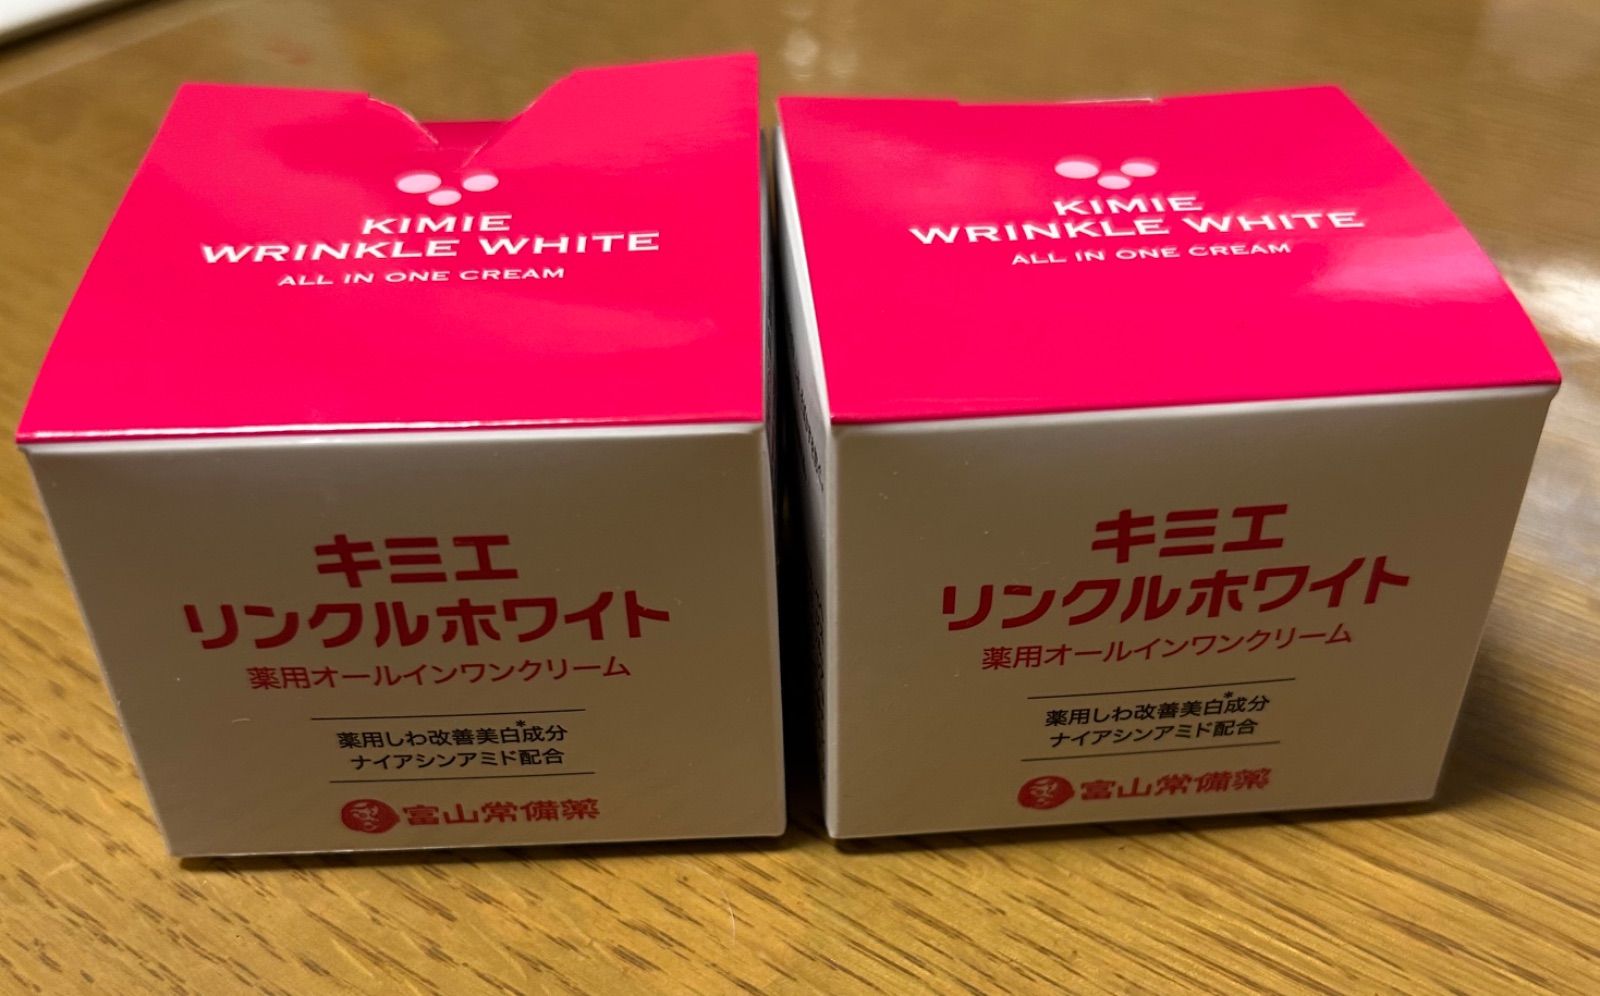 KIMIE
WRINKLE WHITE
ALL IN ONE CREAM
キミエ
リンクルホワイト
薬用オールインワンクリーム
薬用しわ改善美白*成分
ナイアシンアミド配合
富山常備薬
KIMIE
WRINKLE WHITE
ALL IN ONE CREAM
キミエ
リンクルホワイト
薬用オールインワンクリーム
薬用しわ改善美白*成分
ナイアシンアミド配合
富山常備薬